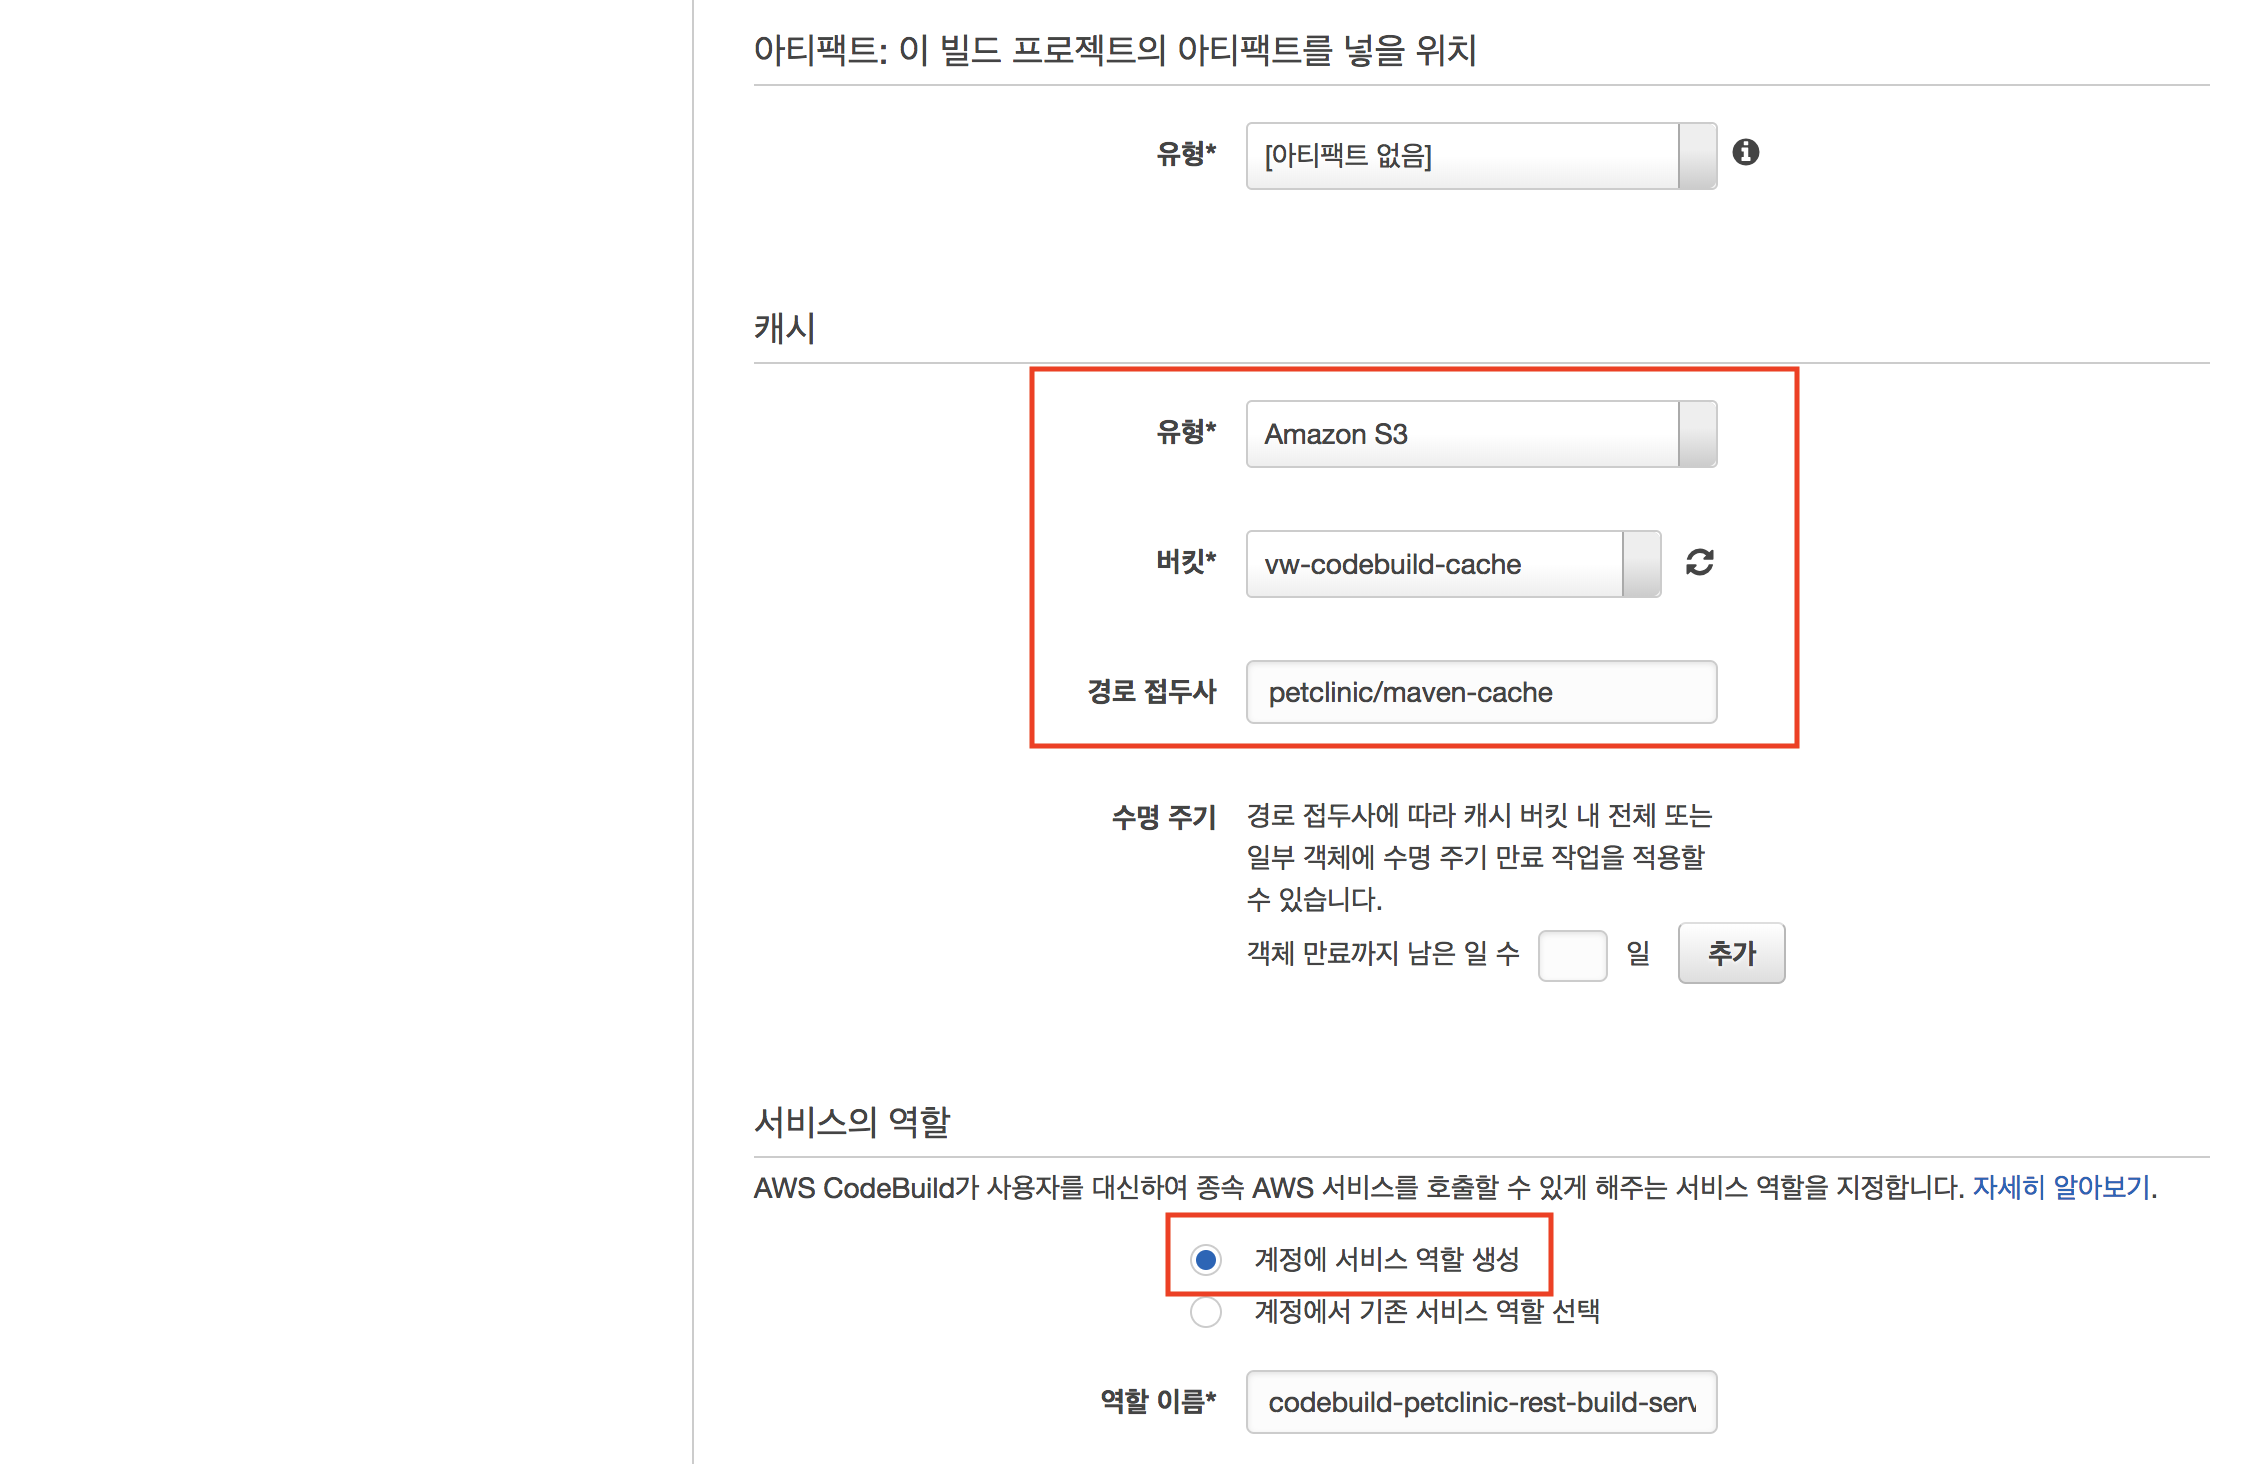 아티팩트: 이 빌드 프로젝트의 아티팩트를 넣을 위치
유형* [아티팩트 없음]
캐시
유형* Amazon S3
버킷* vw-codebuild-cache
경로 접두사 petclinic/maven-cache
수명 주기 경로 접두사에 따라 캐시 버킷 내 전체 또는
일부 객체에 수명 주기 만료 작업을 적용할
수 있습니다.
객체 만료까지 남은 일 수 일 추가
서비스의 역할
AWS CodeBuild가 사용자를 대신하여 종속 AWS 서비스를 호출할 수 있게 해주는 서비스 역할을 지정합니다. 자세히 알아보기.
계정에 서비스 역할 생성
계정에서 기존 서비스 역할 선택
역할 이름* codebuild-petclinic-rest-build-serv